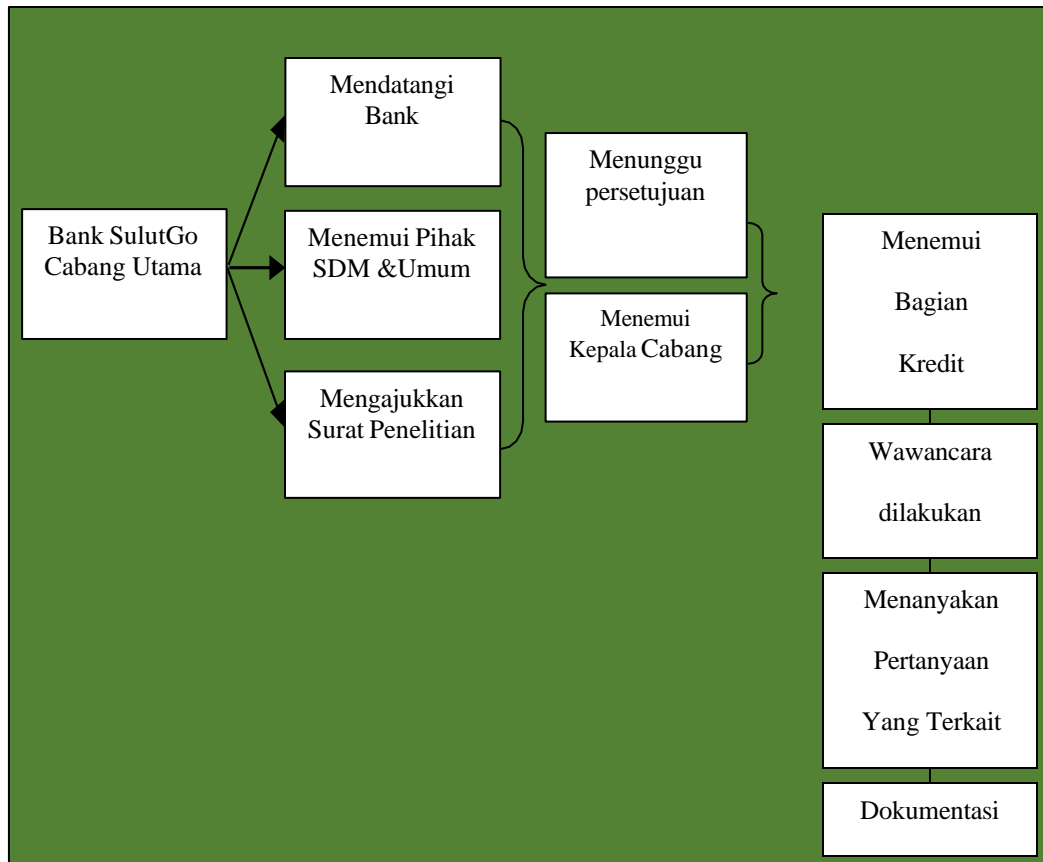 Bank SulutGo
Cabang Utama
Mendatangi
Bank
Menemui Pihak
SDM &Umum
Mengajukkan
Surat Penelitian
Menunggu
persetujuan
Menemui
Kepala Cabang
Menemui
Bagian
Kredit
Wawancara
dilakukan
Menanyakan
Pertanyaan
Yang Terkait
Dokumentasi